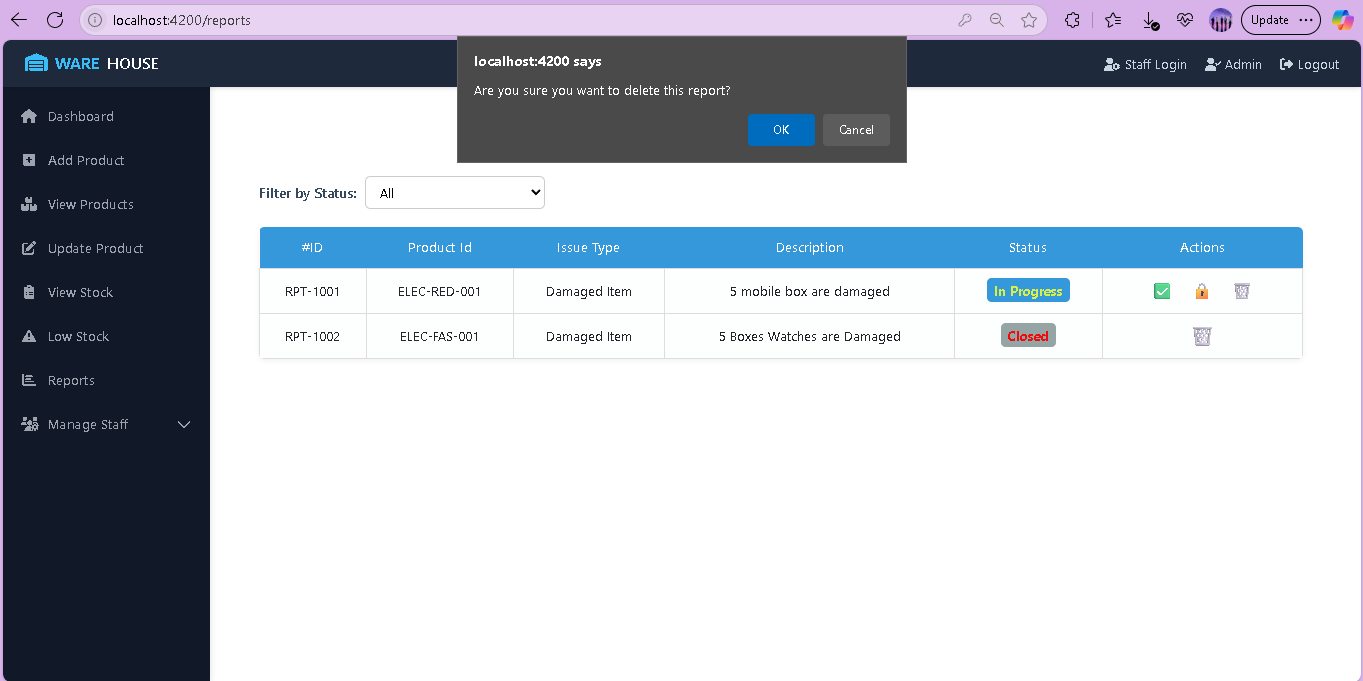 localhost:4200/reports
Update
WARE HOUSE
localhost:4200 says
Are you sure you want to delete this report?
OK
Cancel
Staff Login
Admin
Logout
Dashboard
Add Product
View Products
Update Product
View Stock
Low Stock
Reports
Manage Staff
Filter by Status: All
#ID Product Id Issue Type Description Status Actions
RPT-1001 ELEC-RED-001 Damaged Item 5 mobile box are damaged In Progress
RPT-1002 ELEC-FAS-001 Damaged Item 5 Boxes Watches are Damaged Closed